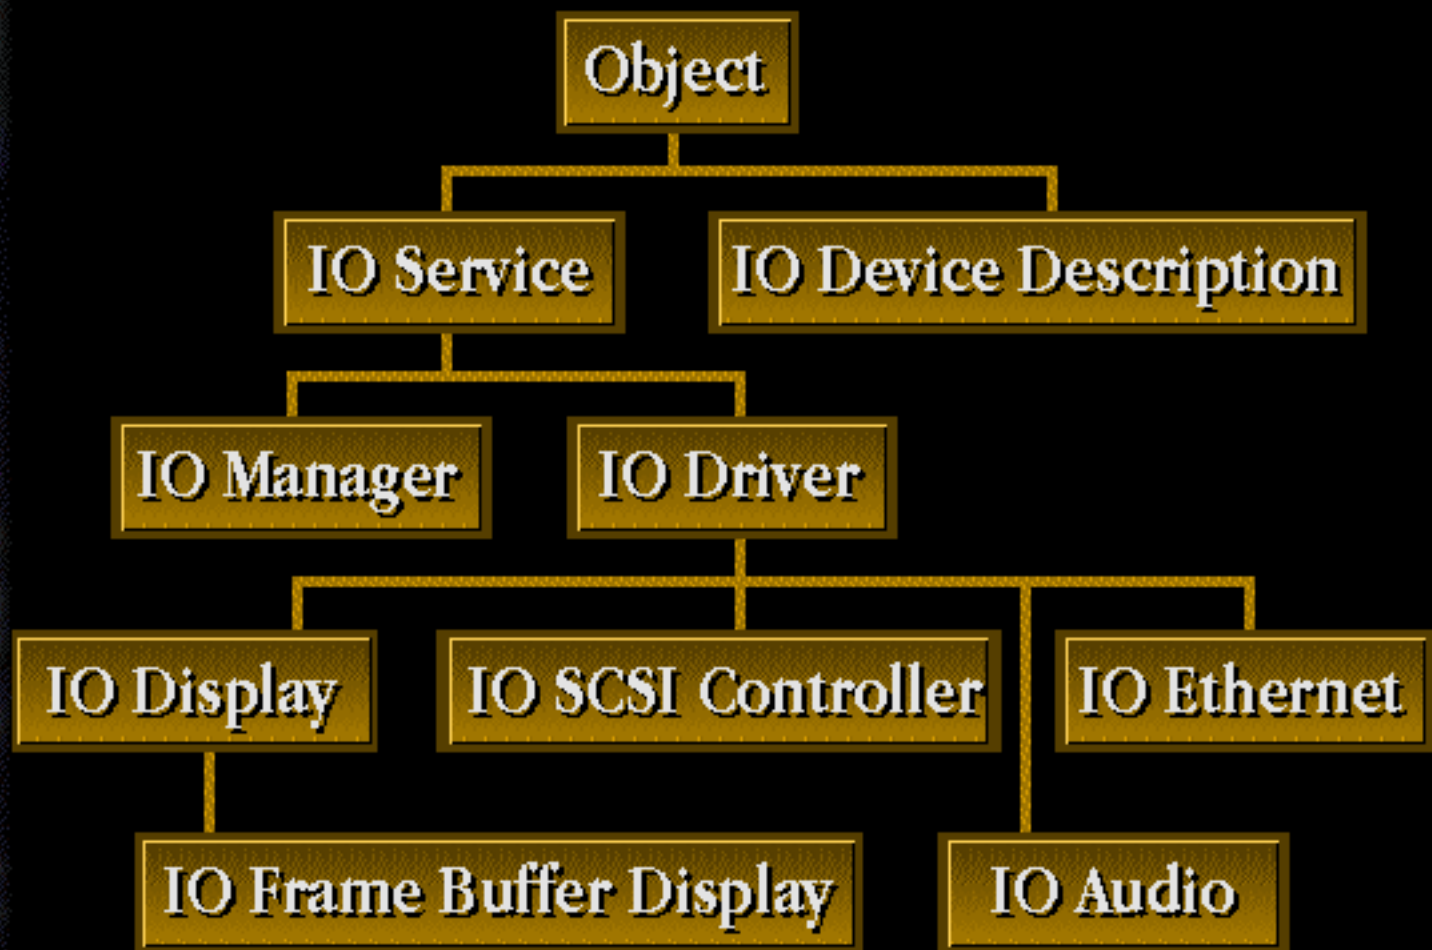 Object
IO Service
IO Device Description
IO Manager
IO Driver
IO Display
IO SCSI Controller
IO Ethernet
IO Frame Buffer Display
IO Audio